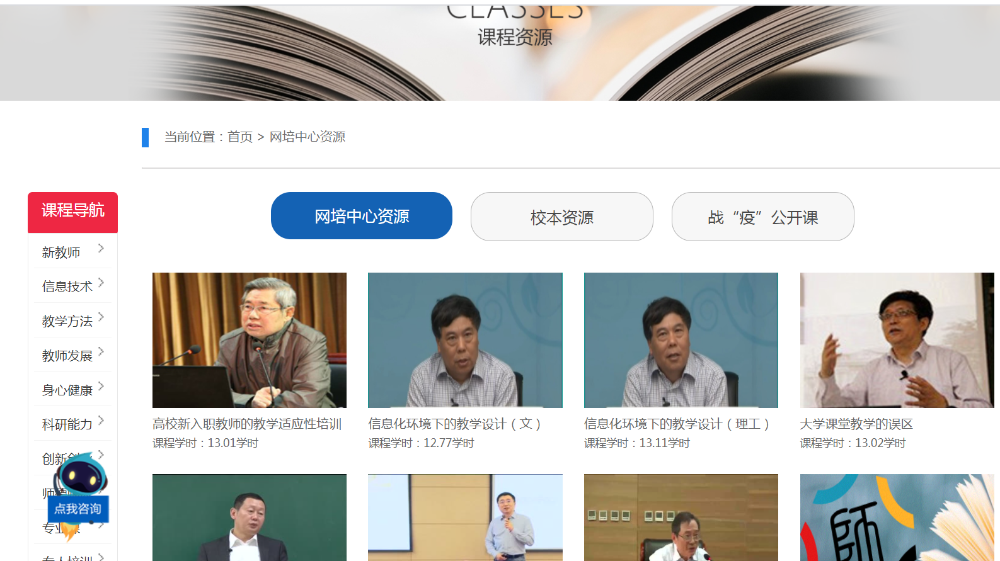 CLASSES
课程资源
当前位置：首页 > 网培中心资源
课程导航
网培中心资源
校本资源
战“疫”公开课
新教师
信息技术
教学方法
教师发展
身心健康
科研能力
创新
师
专业课
点我咨询
高校新入职教师的教学适应性培训
课程学时：13.01学时
信息化环境下的教学设计（文）
课程学时：12.77学时
信息化环境下的教学设计（理工）
课程学时：13.11学时
大学课堂教学的误区
课程学时：13.02学时
師